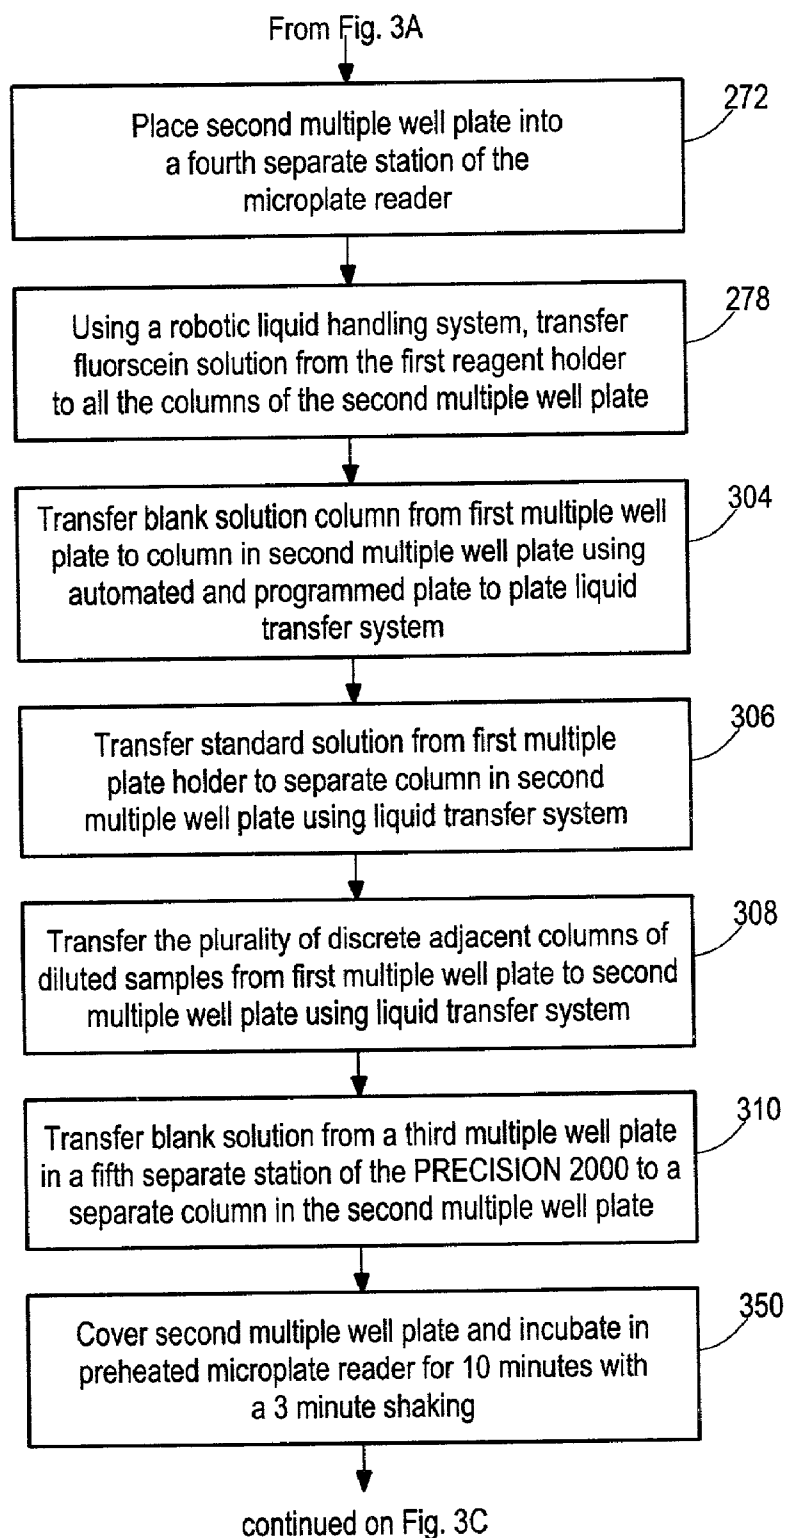 From Fig. 3A
272
Place second multiple well plate into
a fourth separate station of the
microplate reader
278
Using a robotic liquid handling system, transfer
fluorscein solution from the first reagent holder
to all the columns of the second multiple well plate
304
Transfer blank solution column from first multiple well
plate to column in second multiple well plate using
automated and programmed plate to plate liquid
transfer system
306
Transfer standard solution from first multiple
plate holder to separate column in second
multiple well plate using liquid transfer system
308
Transfer the plurality of discrete adjacent columns of
diluted samples from first multiple well plate to second
multiple well plate using liquid transfer system
310
Transfer blank solution from a third multiple well plate
in a fifth separate station of the PRECISION 2000 to a
separate column in the second multiple well plate
350
Cover second multiple well plate and incubate in
preheated microplate reader for 10 minutes with
a 3 minute shaking
continued on Fig. 3C